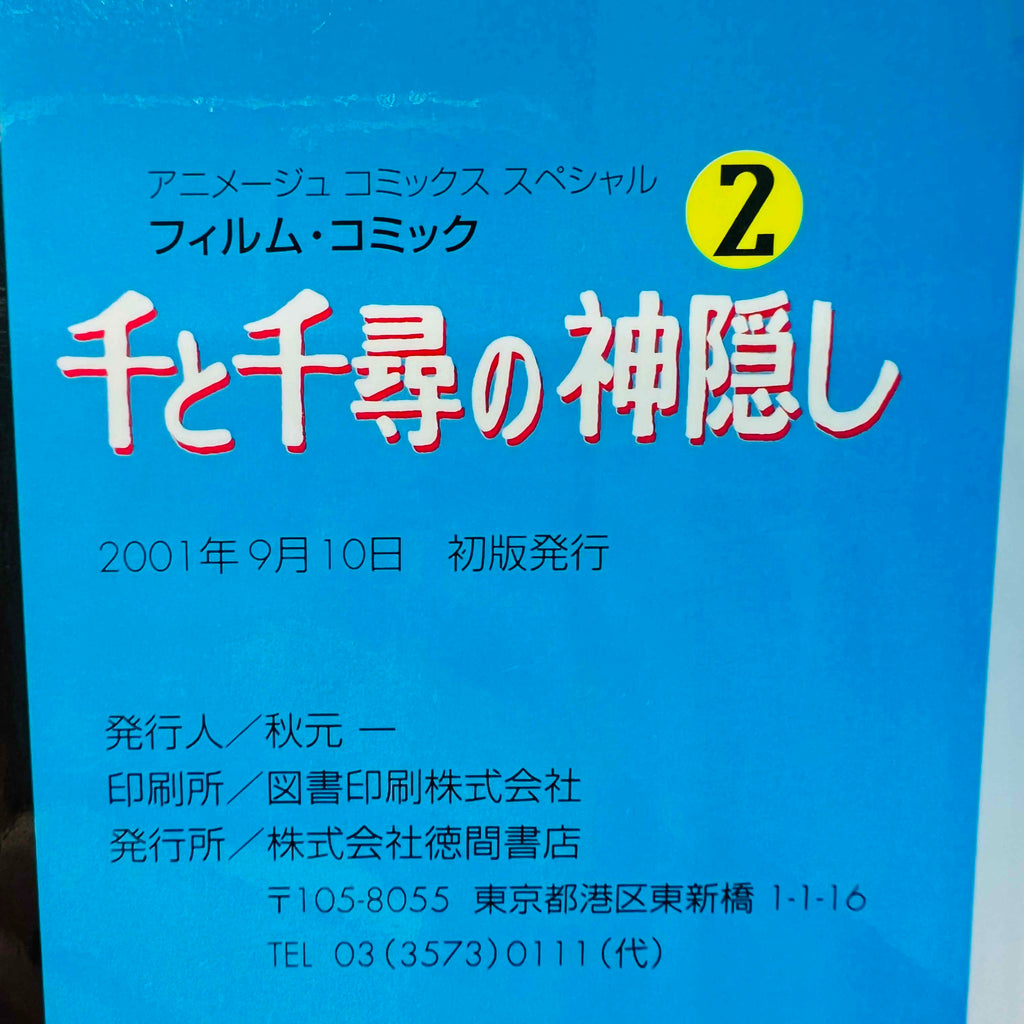 アニメージュ コミックス スペシャル
フィルム・コミック
2
千と千尋の神隠し
2001年9月10日　初版発行
発行人／秋元 一
印刷所／図書印刷株式会社
発行所／株式会社徳間書店
〒105-8055 東京都港区東新橋 1-1-16
TEL 03(3573)0111(代)